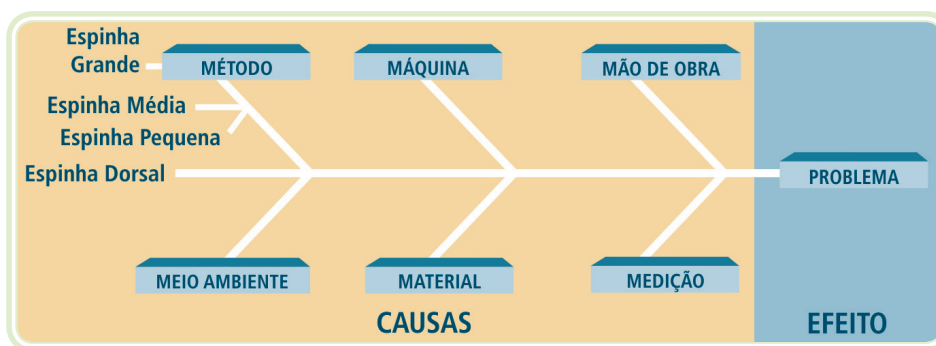 Espinha
Grande
MÉTODO
MÁQUINA
MÃO DE OBRA
Espinha Média
Espinha Pequena
Espinha Dorsal
PROBLEMA
MEIO AMBIENTE
MATERIAL
MEDIÇÃO
CAUSAS
EFEITO